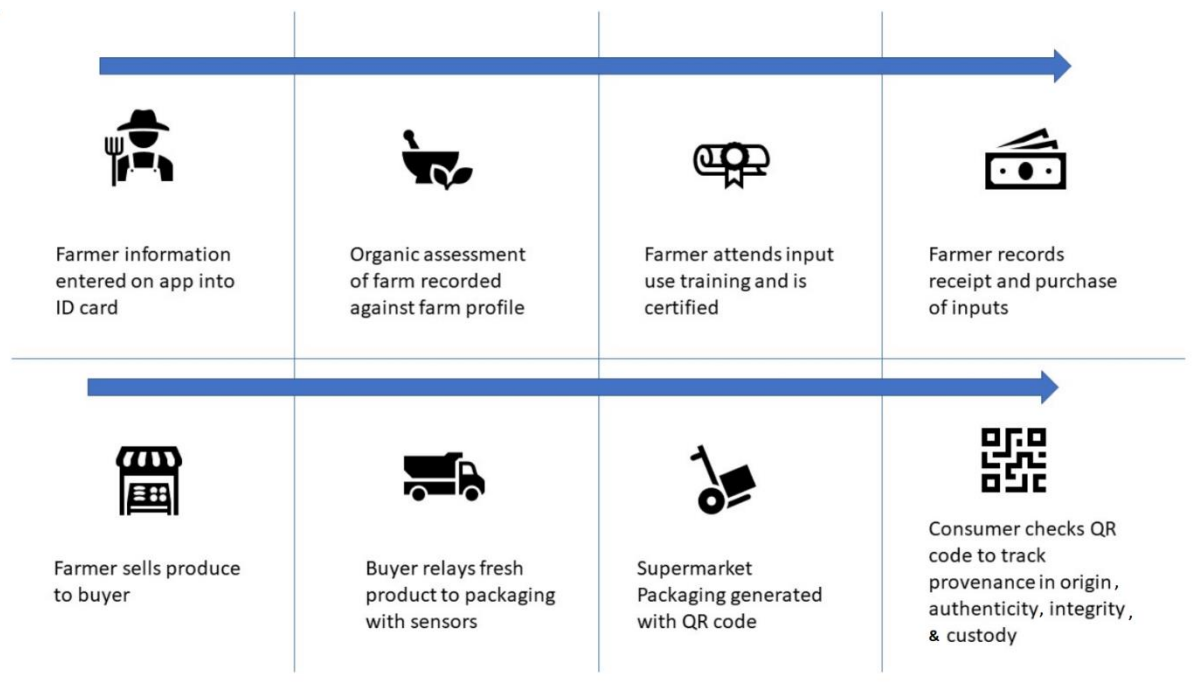 Farmer information
entered on app into
ID card
Organic assessment
of farm recorded
against farm profile
Farmer attends input
use training and is
certified
Farmer records
receipt and purchase
of inputs
Farmer sells produce
to buyer
Buyer relays fresh
product to packaging
with sensors
Supermarket
Packaging generated
with QR code
Consumer checks QR
code to track
provenance in origin,
authenticity, integrity,
& custody